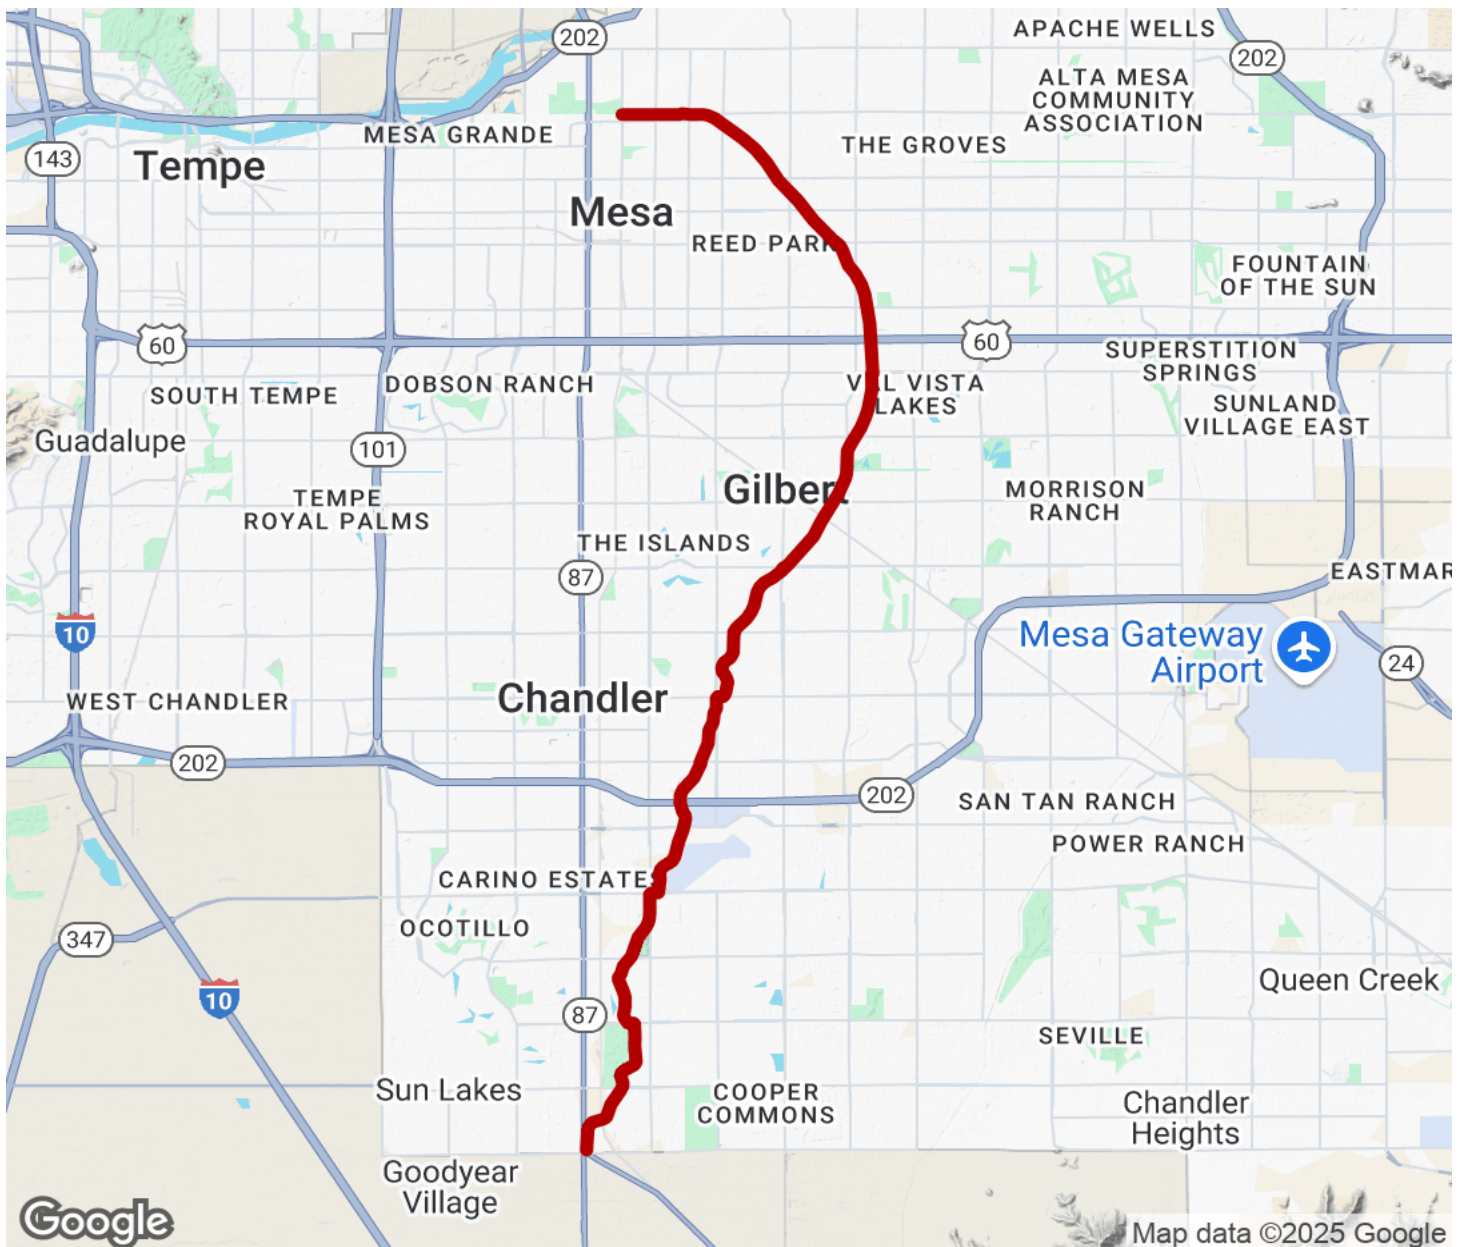 202
APACHE WELLS
202
ALTA MESA
COMMUNITY
ASSOCIATION
MESA GRANDE
THE GROVES
143
Tempe
Mesa
REED PARK
FOUNTAIN
OF THE SUN
60
60
SUPERSTITION
SPRINGS
SOUTH TEMPE
DOBSON RANCH
VAL VISTA
LAKES
SUNLAND
VILLAGE EAST
Guadalupe
101
Gilbert
TEMPE
ROYAL PALMS
MORRISON
RANCH
THE ISLANDS
87
EASTMAR
10
Mesa Gateway
Airport
24
WEST CHANDLER
Chandler
202
202
SAN TAN RANCH
POWER RANCH
CARINO ESTATES
OCOTILLO
347
10
Queen Creek
87
SEVILLE
Sun Lakes
COOPER
COMMONS
Chandler
Heights
Goodyear
Village
Google
Map data ©2025 Google